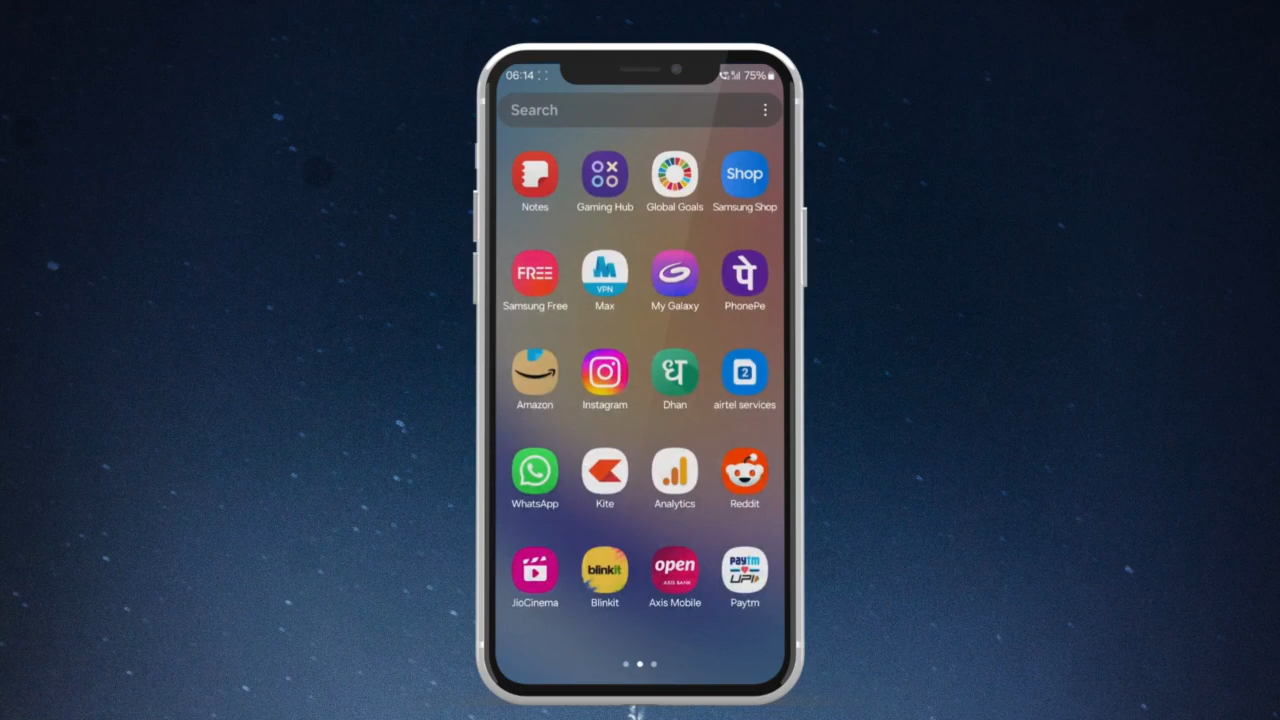 06:14 75%
Search
Shop
Notes Gaming Hub Global Goals Samsung Shop
FREE VPN पे
Samsung Free Max My Galaxy PhonePe
ध 2
Amazon Instagram Dhan airtel services
WhatsApp Kite Analytics Reddit
blinkit open AXIS BANK paytm UPI
JioCinema Blinkit Axis Mobile Paytm